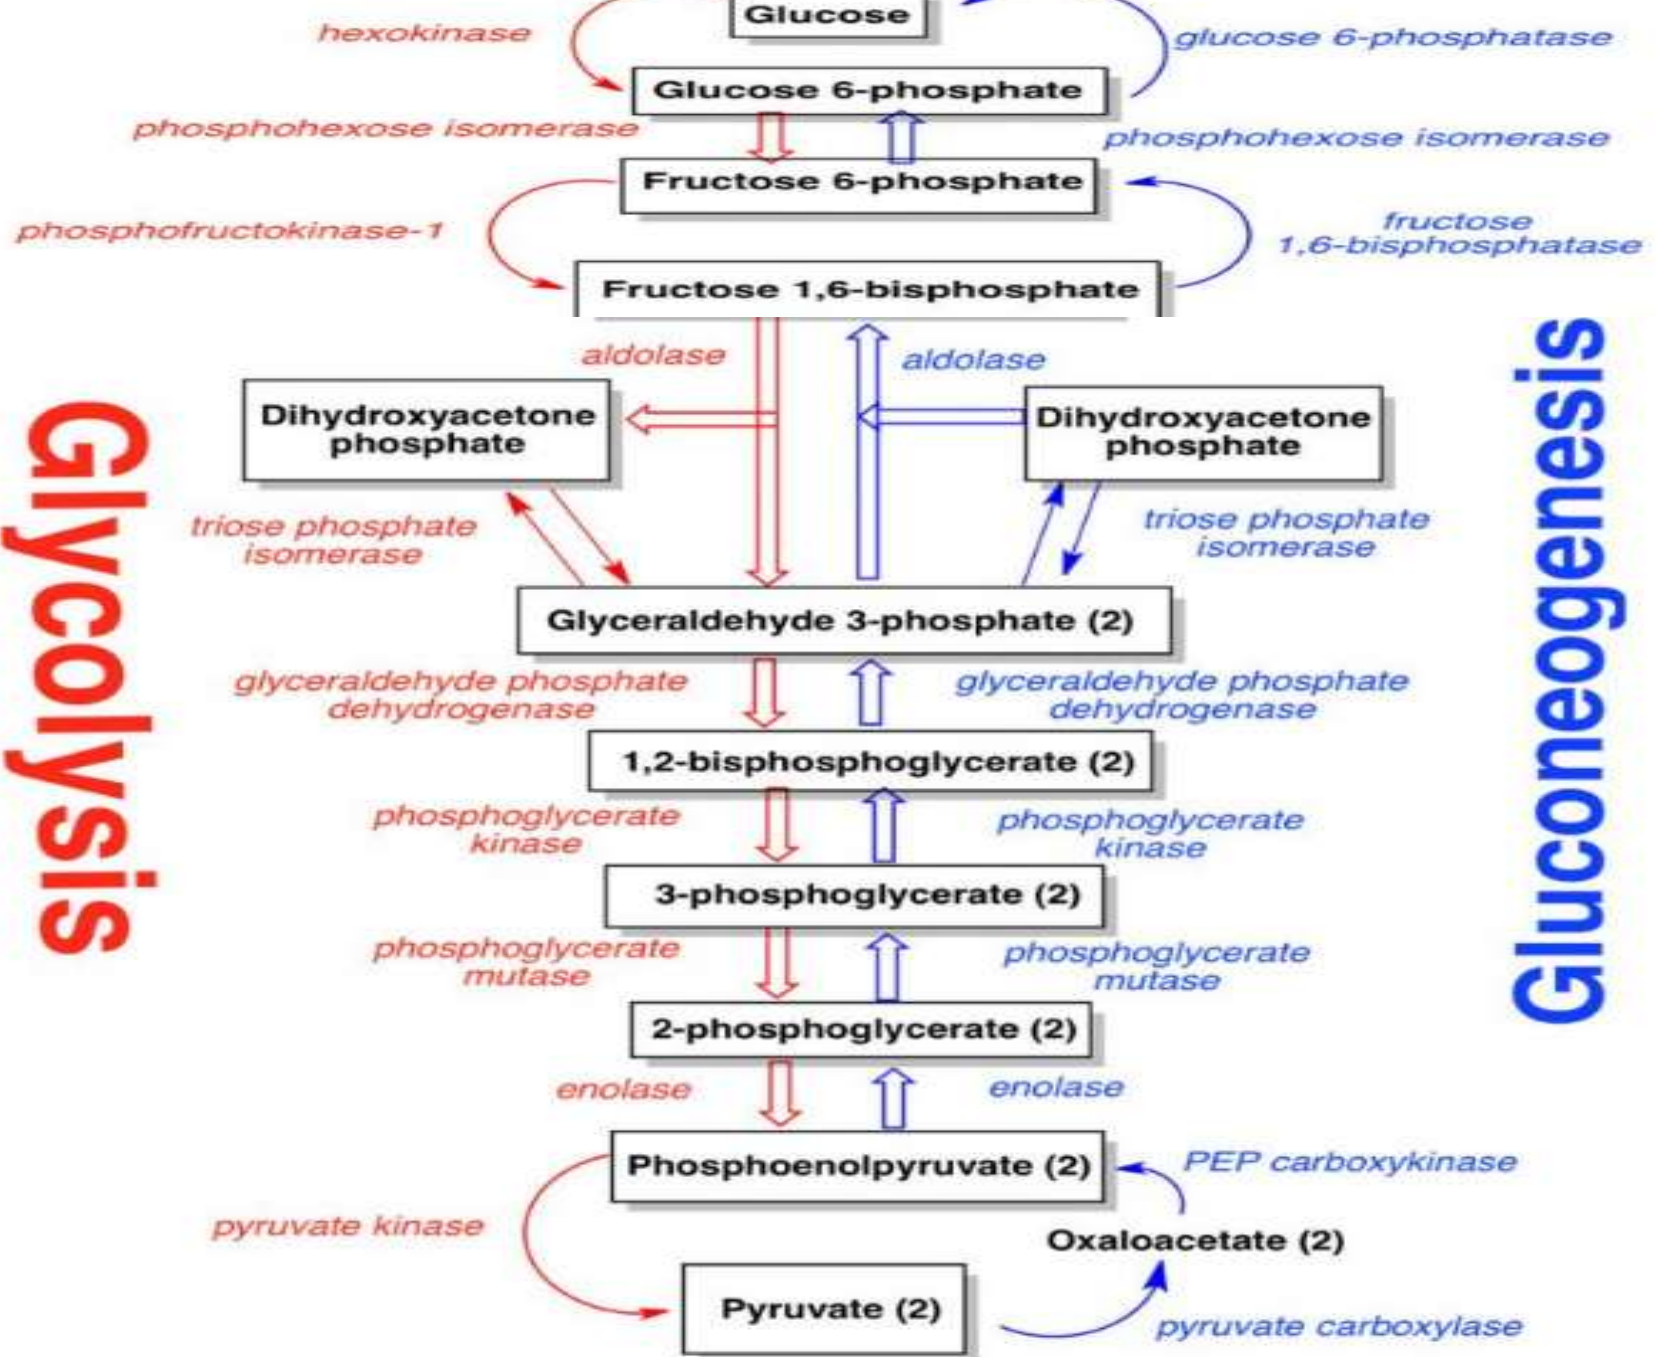 Glucose
hexokinase
glucose 6-phosphatase
Glucose 6-phosphate
phosphohexose isomerase
phosphohexose isomerase
Fructose 6-phosphate
phosphofructokinase-1
fructose
1,6-bisphosphatase
Fructose 1,6-bisphosphate
aldolase
aldolase
Dihydroxyacetone
phosphate
Dihydroxyacetone
phosphate
triose phosphate
isomerase
triose phosphate
isomerase
Glyceraldehyde 3-phosphate (2)
glyceraldehyde phosphate
dehydrogenase
glyceraldehyde phosphate
dehydrogenase
1,2-bisphosphoglycerate (2)
phosphoglycerate
kinase
phosphoglycerate
kinase
3-phosphoglycerate (2)
phosphoglycerate
mutase
phosphoglycerate
mutase
2-phosphoglycerate (2)
enolase
enolase
Phosphoenolpyruvate (2)
PEP carboxykinase
pyruvate kinase
Oxaloacetate (2)
Pyruvate (2)
pyruvate carboxylase
Glycolysis
Gluconeogenesis